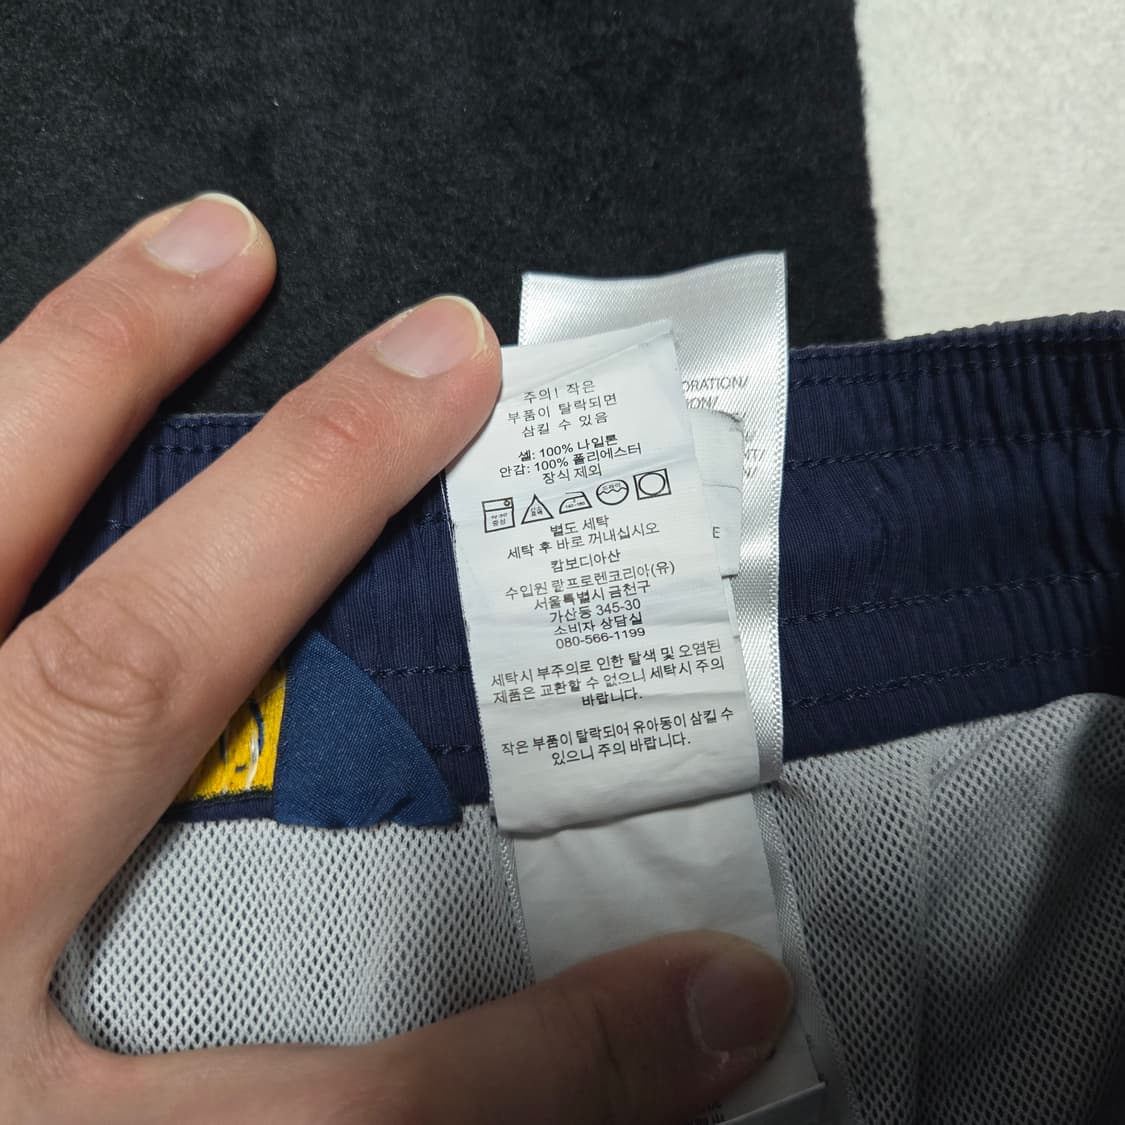 주의! 작은
부품이 탈락되면
삼킬 수 있음
셀: 100% 나일론
안감: 100% 폴리에스터
장식 제외
중성
별도 세탁
세탁 후 바로 꺼내십시오
캄보디아산
수입원 랄프로렌코리아(유)
서울특별시 금천구
가산동 345-30
소비자 상담실
080-566-1199
세탁시 부주의로 인한 탈색 및 오염된
제품은 교환할 수 없으니 세탁시 주의
바랍니다.
작은 부품이 탈락되어 유아동이 삼킬 수
있으니 주의 바랍니다.
ORATION/
ION/
NT/
E